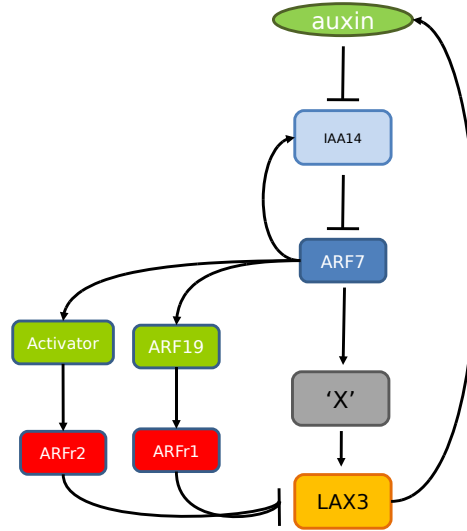 auxin
IAA14
ARF7
Activator
ARF19
‘X’
ARFr2
ARFr1
LAX3